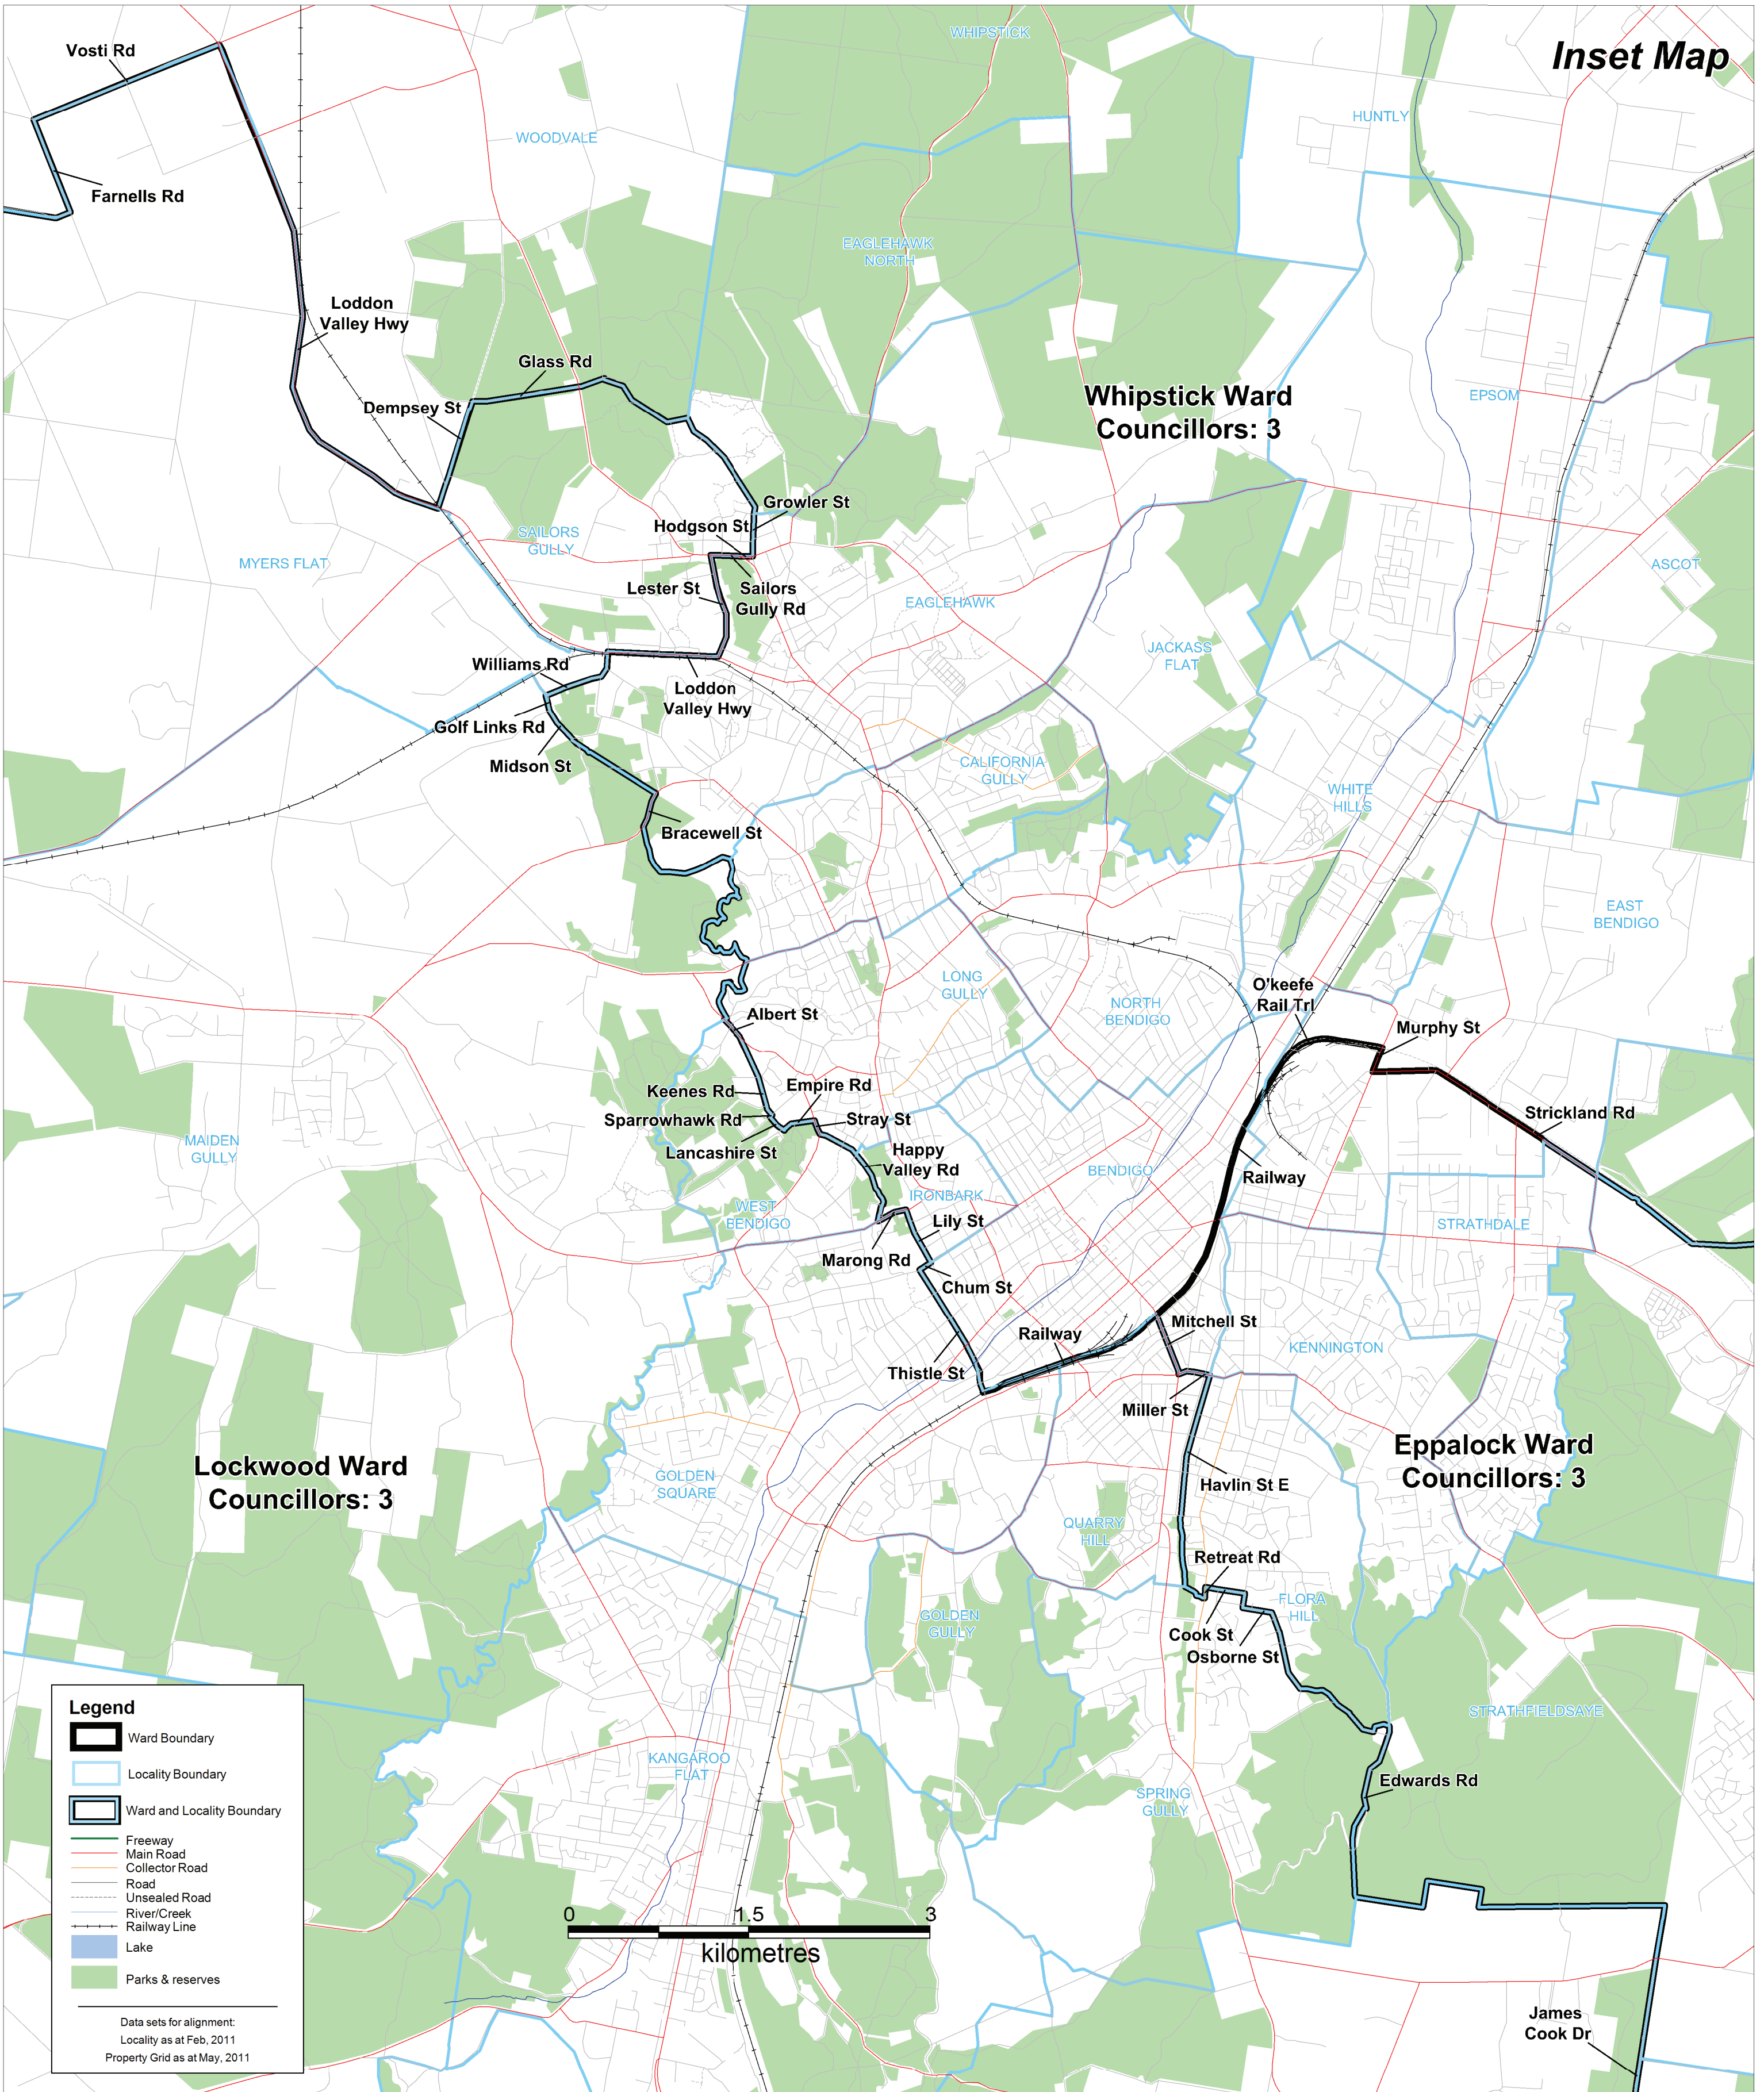 Inset Map
Vosti Rd
WHIPSTICK
HUNTLY
WOODVALE
Farnells Rd
EAGLEHAWK
NORTH
Loddon
Valley Hwy
Glass Rd
Dempsey St
Whipstick Ward
Councillors: 3
EPSOM
Growler St
Hodgson St
SAILORS
GULLY
MYERS FLAT
ASCOT
Lester St
Sailors
Gully Rd
EAGLEHAWK
JACKASS
FLAT
Williams Rd
Loddon
Valley Hwy
Golf Links Rd
Midson St
CALIFORNIA
GULLY
WHITE
HILLS
Bracewell St
EAST
BENDIGO
LONG
GULLY
NORTH
BENDIGO
O'keefe
Rail Trl
Albert St
Murphy St
Keenes Rd
Empire Rd
Sparrowhawk Rd
Stray St
Strickland Rd
MAIDEN
GULLY
Lancashire St
Happy
Valley Rd
BENDIGO
Railway
IRONBARK
WEST
BENDIGO
Lily St
STRATHDALE
Marong Rd
Chum St
Mitchell St
Railway
KENNINGTON
Thistle St
Miller St
Lockwood Ward
Councillors: 3
Eppalock Ward
Councillors: 3
GOLDEN
SQUARE
Havlin St E
QUARRY
HILL
Retreat Rd
FLORA
HILL
GOLDEN
GULLY
Cook St
Osborne St
STRATHFIELDSAYE
KANGAROO
FLAT
Edwards Rd
SPRING
GULLY
Legend
Ward Boundary
Locality Boundary
Ward and Locality Boundary
Freeway
Main Road
Collector Road
Road
Unsealed Road
River/Creek
Railway Line
Lake
Parks & reserves
Data sets for alignment:
Locality as at Feb, 2011
Property Grid as at May, 2011
0 1.5 3
kilometres
James
Cook Dr